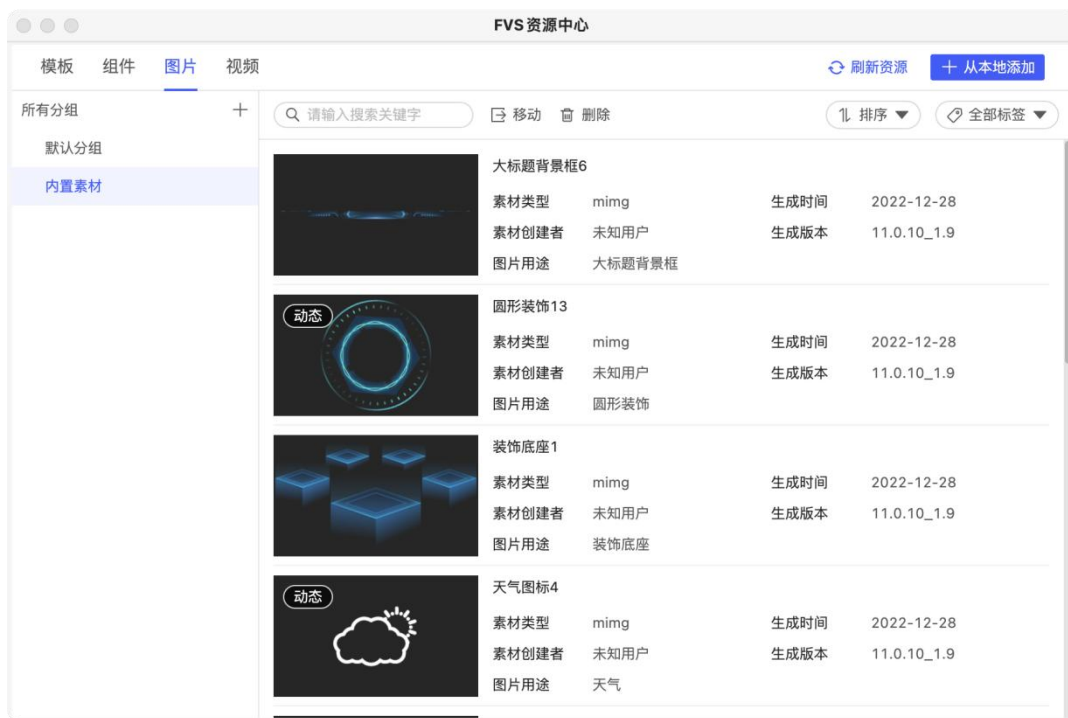 FVS资源中心
模板 组件 图片 视频 刷新资源 从本地添加
所有分组
默认分组
内置素材
请输入搜索关键字 移动 删除 排序 全部标签
大标题背景框6
素材类型 mimg 生成时间 2022-12-28
素材创建者 未知用户 生成版本 11.0.10_1.9
图片用途 大标题背景框
动态
圆形装饰13
素材类型 mimg 生成时间 2022-12-28
素材创建者 未知用户 生成版本 11.0.10_1.9
图片用途 圆形装饰
装饰底座1
素材类型 mimg 生成时间 2022-12-28
素材创建者 未知用户 生成版本 11.0.10_1.9
图片用途 装饰底座
动态
天气图标4
素材类型 mimg 生成时间 2022-12-28
素材创建者 未知用户 生成版本 11.0.10_1.9
图片用途 天气